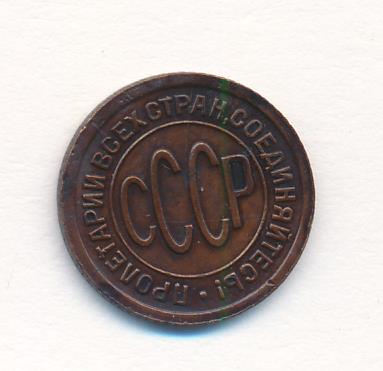 ПРОЛЕТАРИИ ВСЕХ СТРАН, СОЕДИНЯЙТЕСЬ!
СССР